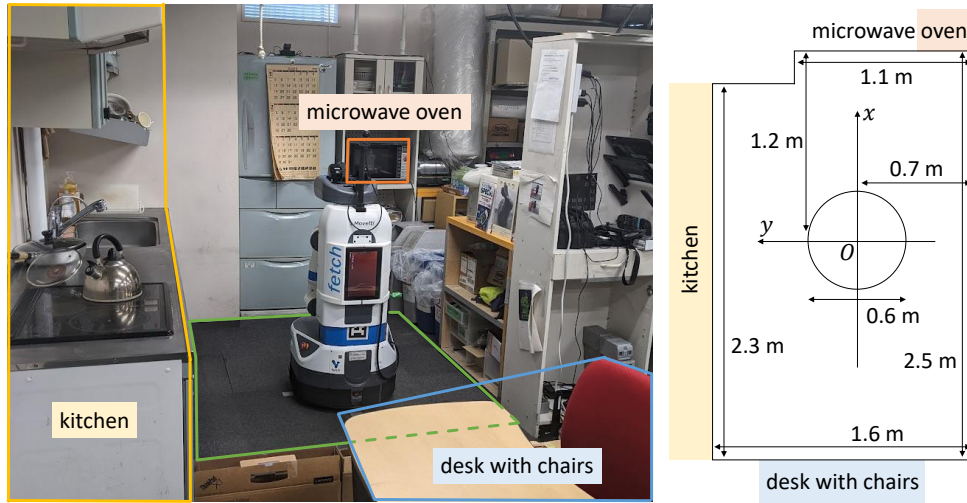 microwave oven
Movetti
fetch
kitchen
desk with chairs
microwave oven
1.1 m
x
1.2 m
0.7 m
y
O
kitchen
0.6 m
2.3 m
2.5 m
1.6 m
desk with chairs